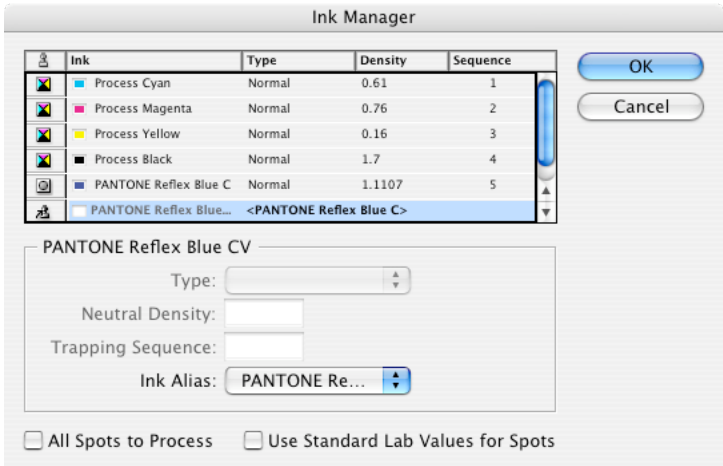 Ink Manager
Ink Type Density Sequence
Process Cyan Normal 0.61 1
Process Magenta Normal 0.76 2
Process Yellow Normal 0.16 3
Process Black Normal 1.7 4
PANTONE Reflex Blue C Normal 1.1107 5
PANTONE Reflex Blue... <PANTONE Reflex Blue C>
OK
Cancel
PANTONE Reflex Blue CV
Type:
Neutral Density:
Trapping Sequence:
Ink Alias: PANTONE Re...
All Spots to Process Use Standard Lab Values for Spots